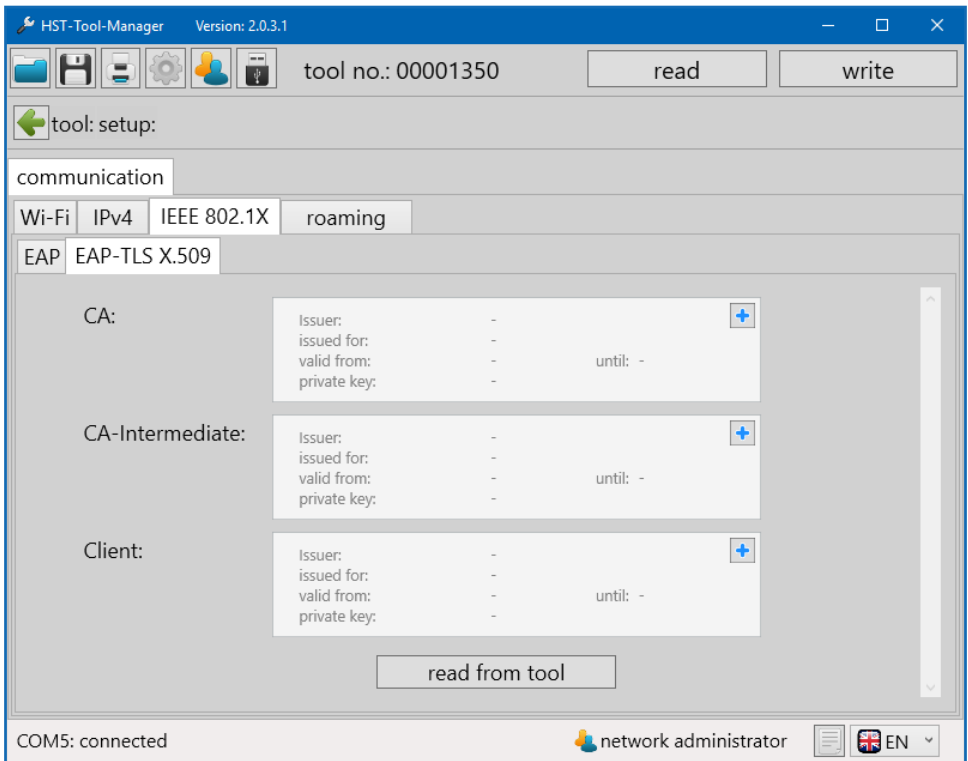 HST-Tool-Manager Version: 2.0.3.1
tool no.: 00001350 read write
tool: setup:
communication
Wi-Fi IPv4 IEEE 802.1X roaming
EAP EAP-TLS X.509
CA:
Issuer: -
issued for: -
valid from: - until: -
private key: -
CA-Intermediate:
Issuer: -
issued for: -
valid from: - until: -
private key: -
Client:
Issuer: -
issued for: -
valid from: - until: -
private key: -
read from tool
COM5: connected network administrator EN